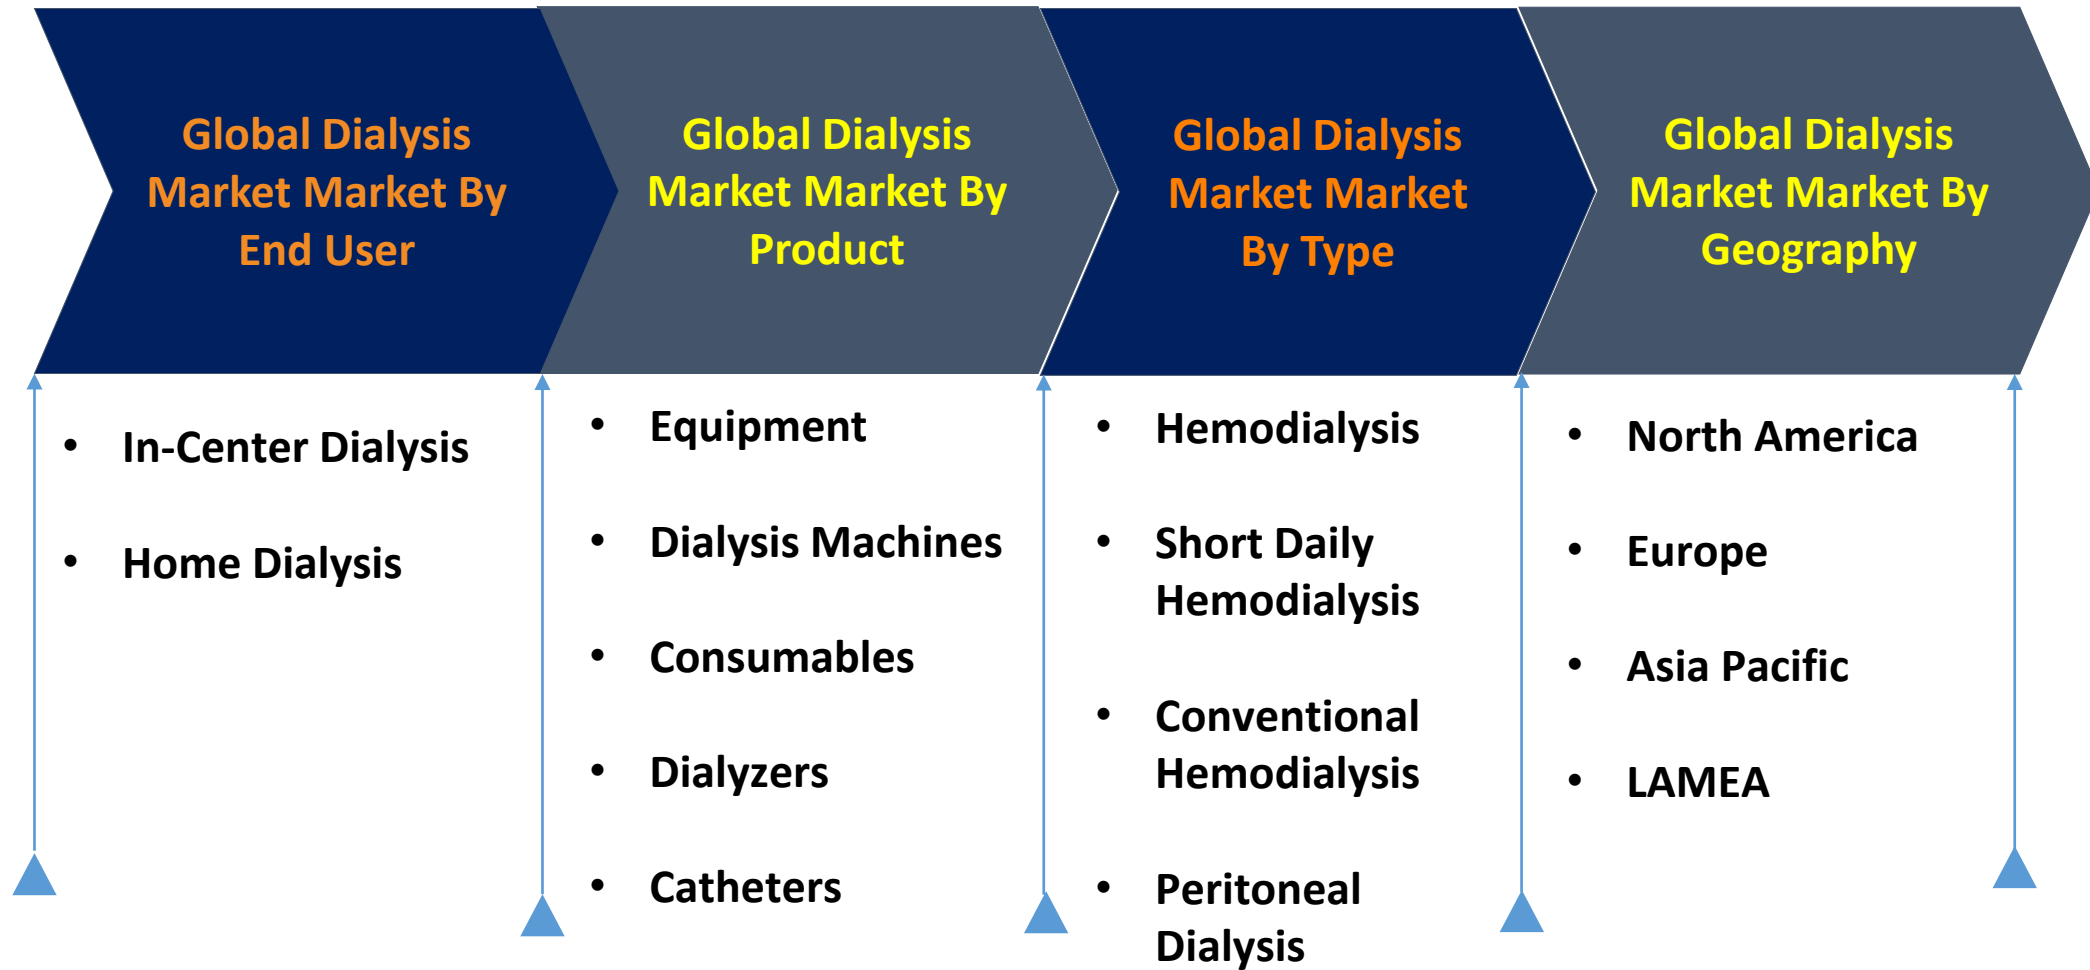 Global Dialysis
Market Market By
End User
Global Dialysis
Market Market By
Product
Global Dialysis
Market Market
By Type
Global Dialysis
Market Market By
Geography
• In-Center Dialysis
• Home Dialysis
• Equipment
• Dialysis Machines
• Consumables
• Dialyzers
• Catheters
• Hemodialysis
• Short Daily
Hemodialysis
• Conventional
Hemodialysis
• Peritoneal
Dialysis
• North America
• Europe
• Asia Pacific
• LAMEA